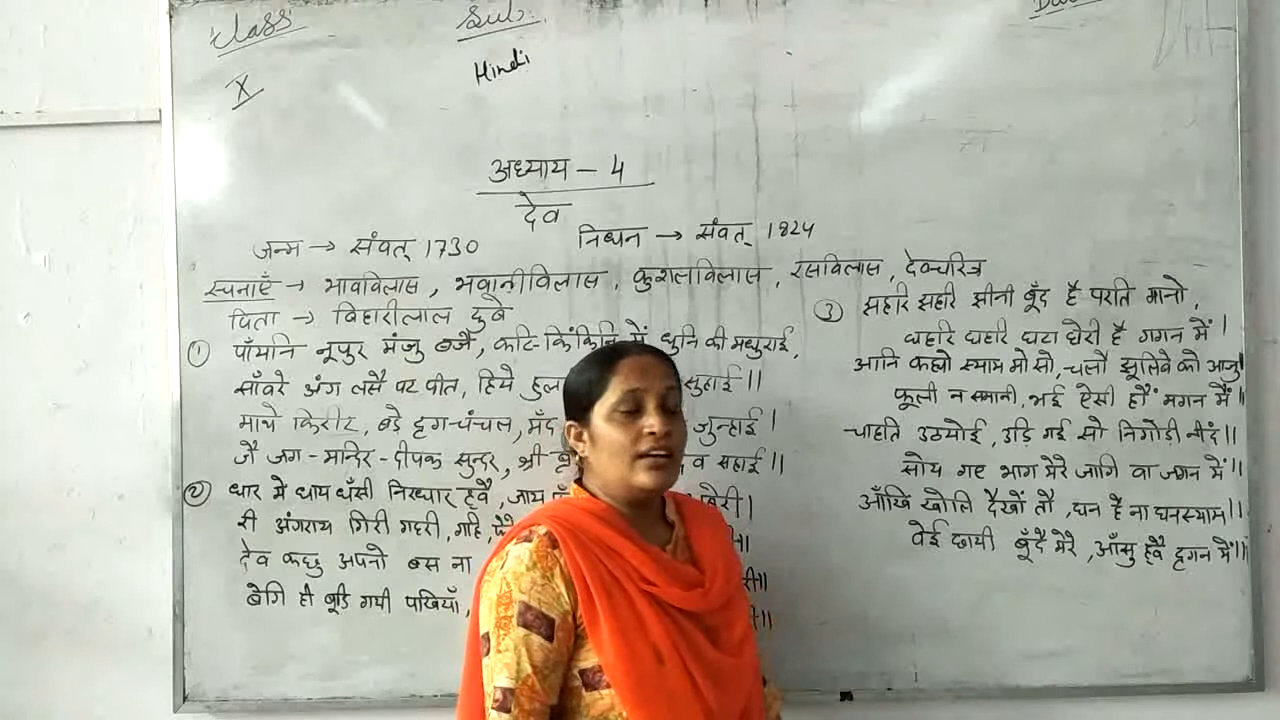 Class
Sub.
Hindi
X
अध्याय – 4
देव
जन्म → संवत् 1730
निधन → संवत् 1824
रचनाएँ → भावविलास, भवानीविलास, कुशलविलास, रसविलास, देवचरित्र
पिता → बिहारीलाल दुबे
① पाँयनि नूपुर मंजु बजैं, कटि-किंकिनि में धुनि की मधुराई,
साँवरे अंग लसै पट पीत, हिये सुहाई ||
माथे किरीट, बडे दृग-चंचल, मँद जुन्हाई |
जै जग-मन्दिर-दीपक सुन्दर, श्री सहाई ||
② धार मे धाय धँसी निरधार ह्वै, जाय
री अंगराय गिरी गहरी, गहि,
देव कछु अपनो बस ना
बेगि ही बूडि गयी पखियाँ,
③ झहरि झहरि झीनी बूँद है परति मानो,
घहरि घहरि घटा घेरी है गगन में |
आनि कह्यो स्याम मो सो, चलौ झूलिबे को आजु
फूली न समानी, भई ऐसी हौं मगन मैं ||
चाहति उठयोई, उड़ि गई सो निगोडी नींद ||
सोय गए भाग मेरे जागि वा जगन में ||
आँखि खोलि देखों तौ, घन है ना घनस्याम ||
वेई छायी बूँदै मेरे, आँसु ह्वै दृगन में ||